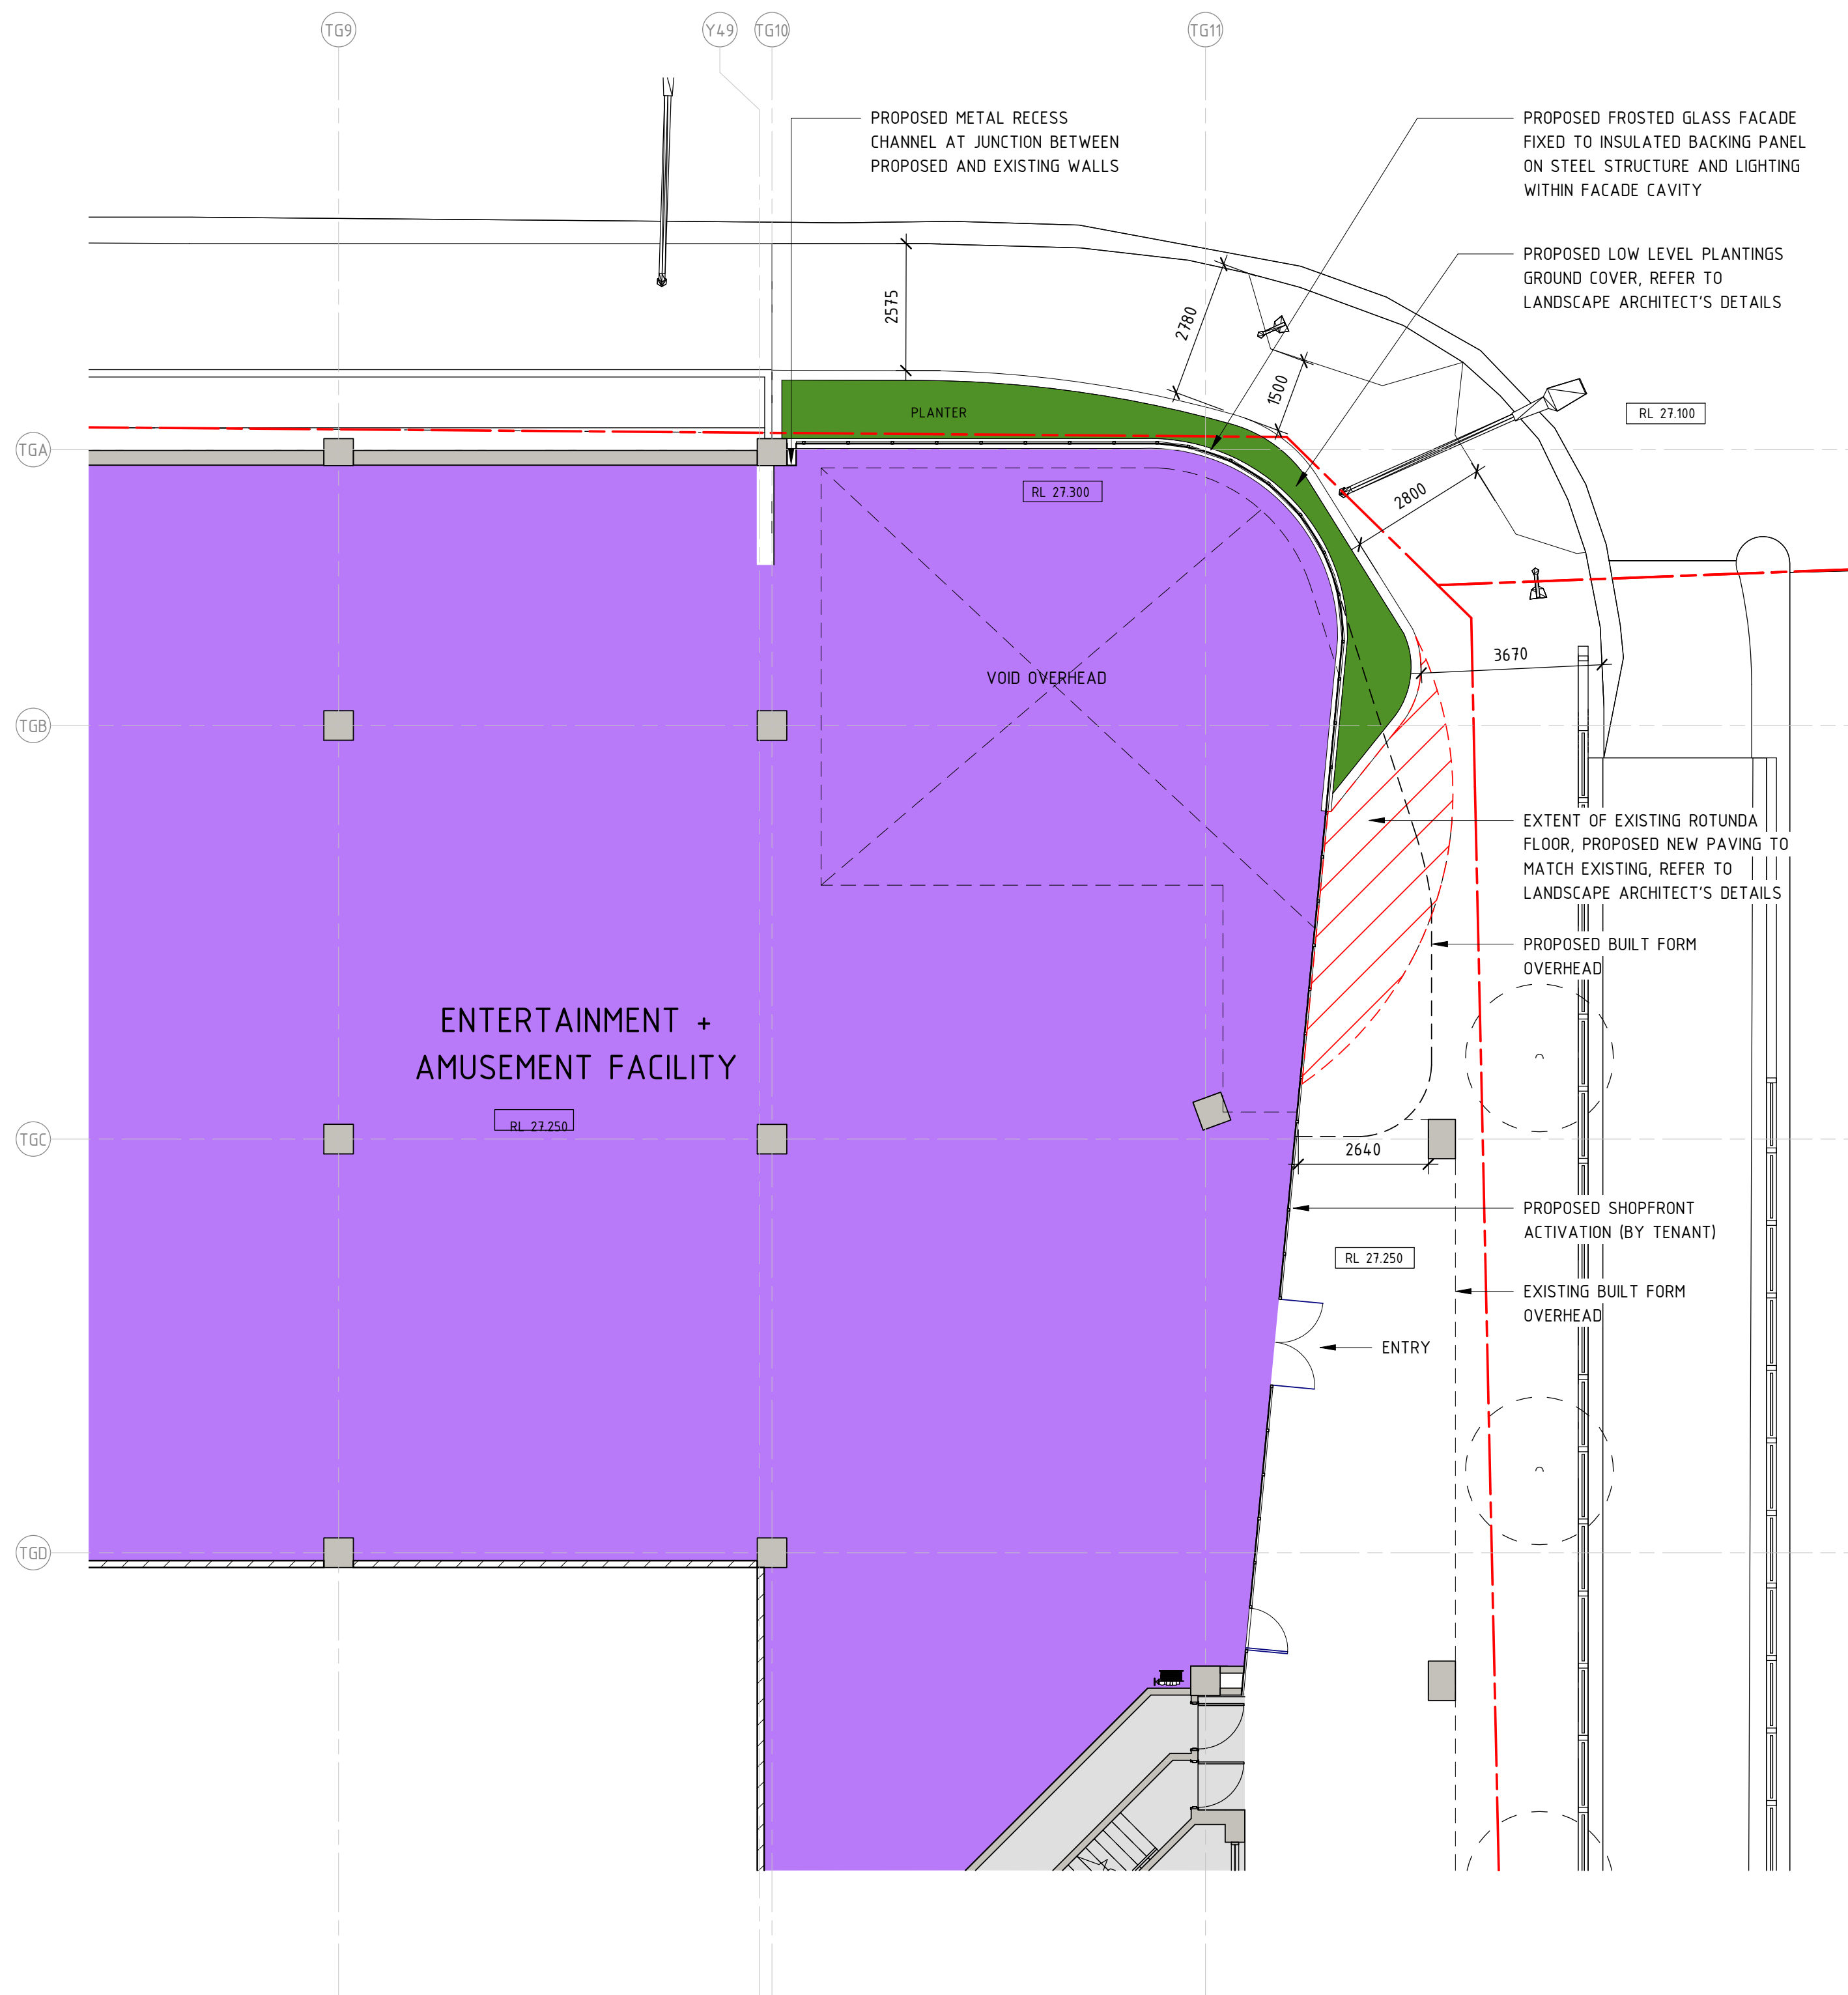 TG9
Y49
TG10
TG11
PROPOSED METAL RECESS
CHANNEL AT JUNCTION BETWEEN
PROPOSED AND EXISTING WALLS
PROPOSED FROSTED GLASS FACADE
FIXED TO INSULATED BACKING PANEL
ON STEEL STRUCTURE AND LIGHTING
WITHIN FACADE CAVITY
PROPOSED LOW LEVEL PLANTINGS
GROUND COVER, REFER TO
LANDSCAPE ARCHITECT'S DETAILS
2575
2780
1500
PLANTER
RL 27.100
TGA
RL 27.300
2800
3670
VOID OVERHEAD
TGB
EXTENT OF EXISTING ROTUNDA
FLOOR, PROPOSED NEW PAVING TO
MATCH EXISTING, REFER TO
LANDSCAPE ARCHITECT'S DETAILS
PROPOSED BUILT FORM
OVERHEAD
ENTERTAINMENT +
AMUSEMENT FACILITY
RL 27.250
TGC
2640
PROPOSED SHOPFRONT
ACTIVATION (BY TENANT)
RL 27.250
EXISTING BUILT FORM
OVERHEAD
ENTRY
TGD